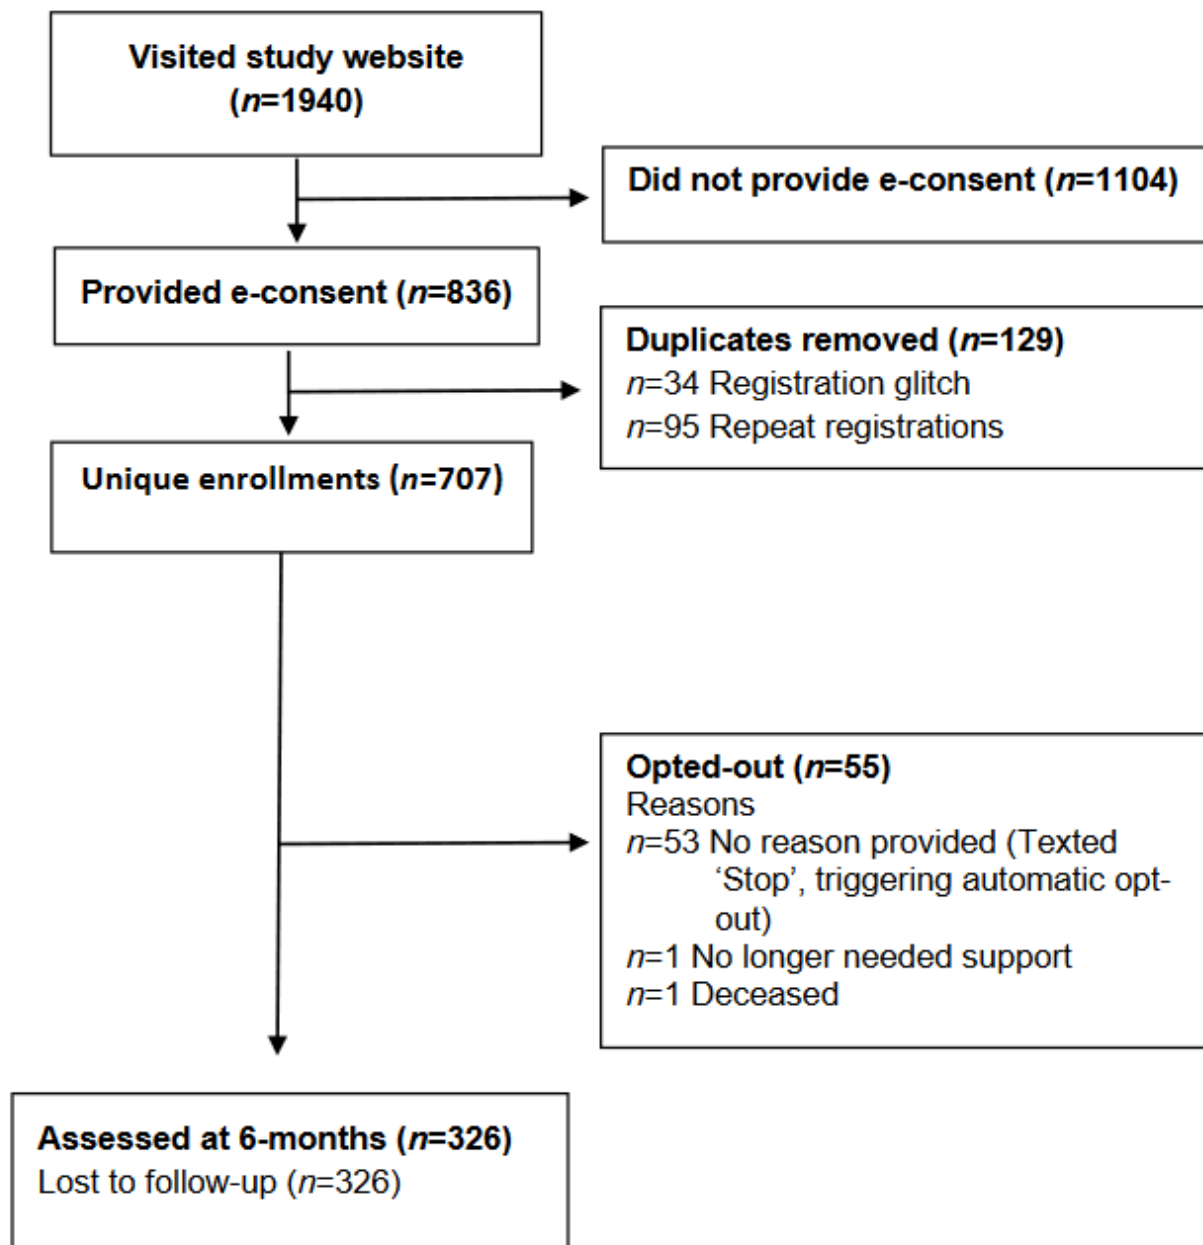 Visited study website
(n=1940)
Did not provide e-consent (n=1104)
Provided e-consent (n=836)
Duplicates removed (n=129)
n=34 Registration glitch
n=95 Repeat registrations
Unique enrollments (n=707)
Opted-out (n=55)
Reasons
n=53 No reason provided (Texted
‘Stop’, triggering automatic opt-
out)
n=1 No longer needed support
n=1 Deceased
Assessed at 6-months (n=326)
Lost to follow-up (n=326)